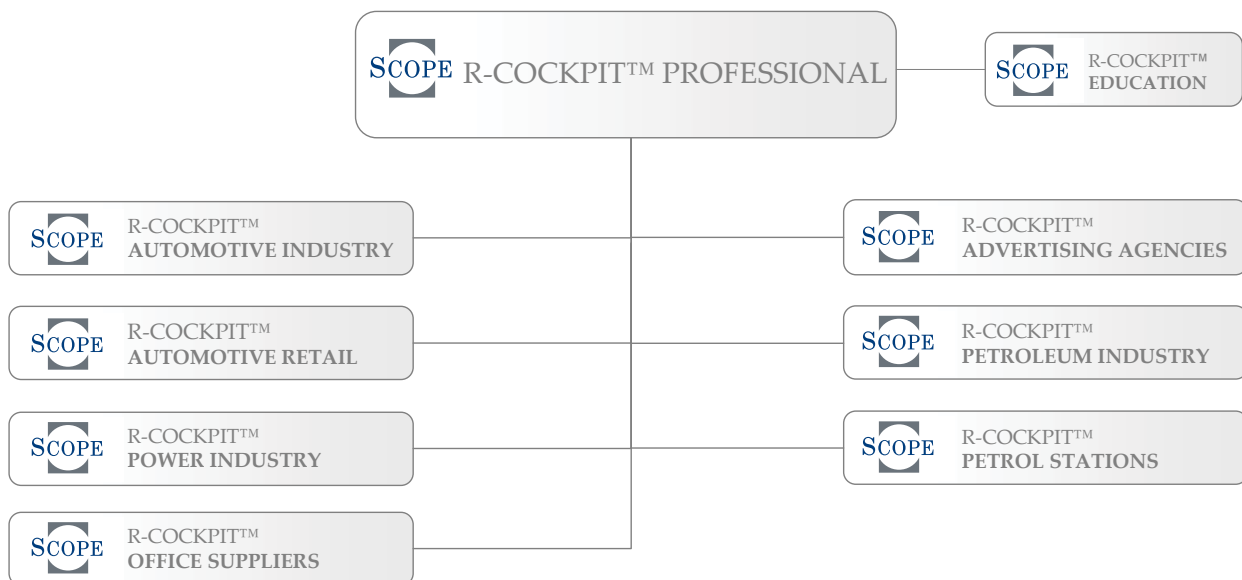 SCOPE R-COCKPIT™ PROFESSIONAL
SCOPE R-COCKPIT™
EDUCATION
SCOPE R-COCKPIT™
AUTOMOTIVE INDUSTRY
SCOPE R-COCKPIT™
ADVERTISING AGENCIES
SCOPE R-COCKPIT™
AUTOMOTIVE RETAIL
SCOPE R-COCKPIT™
PETROLEUM INDUSTRY
SCOPE R-COCKPIT™
POWER INDUSTRY
SCOPE R-COCKPIT™
PETROL STATIONS
SCOPE R-COCKPIT™
OFFICE SUPPLIERS